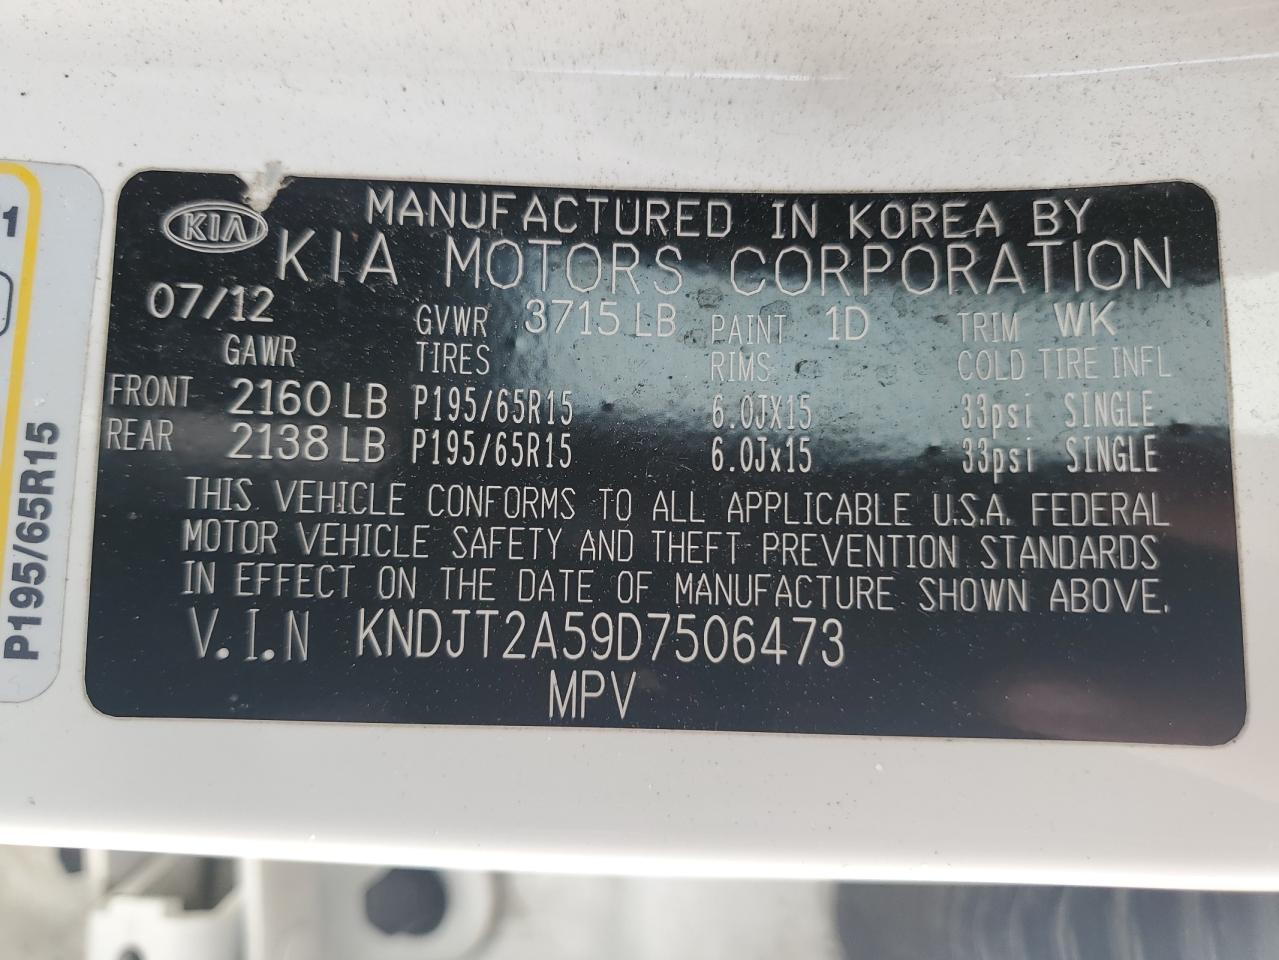 KIA
MANUFACTURED IN KOREA BY
KIA MOTORS CORPORATION
07/12 GVWR 3715 LB PAINT 1D TRIM WK
GAWR TIRES RIMS COLD TIRE INFL
FRONT 2160 LB P195/65R15 6.0JX15 33psi SINGLE
REAR 2138 LB P195/65R15 6.0Jx15 33psi SINGLE
THIS VEHICLE CONFORMS TO ALL APPLICABLE U.S.A. FEDERAL
MOTOR VEHICLE SAFETY AND THEFT PREVENTION STANDARDS
IN EFFECT ON THE DATE OF MANUFACTURE SHOWN ABOVE.
V.I.N KNDJT2A59D7506473
MPV
P195/65R15
1